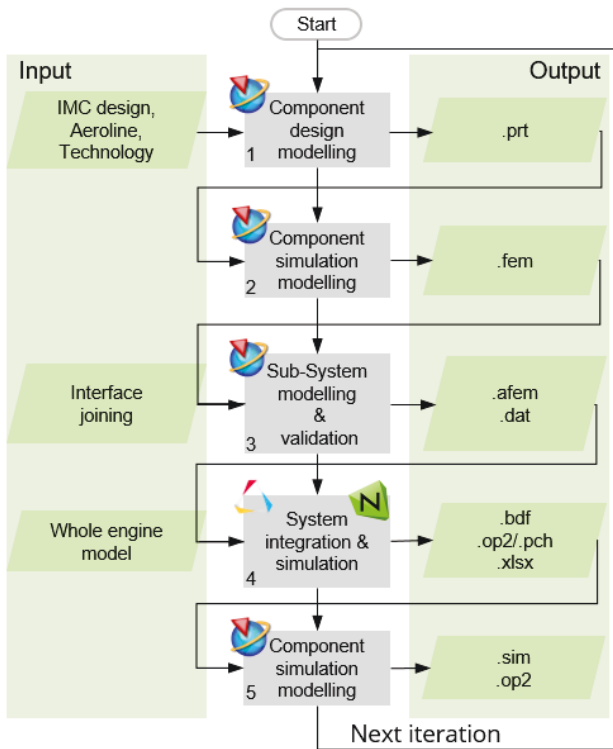 Start
Input
Output
IMC design,
Aeroline,
Technology
Component
design
modelling
1
.prt
Component
simulation
modelling
2
.fem
Interface
joining
Sub-System
modelling
&
validation
3
.afem
.dat
Whole engine
model
N
System
integration &
simulation
4
.bdf
.op2/.pch
.xlsx
Component
simulation
modelling
5
.sim
.op2
Next iteration